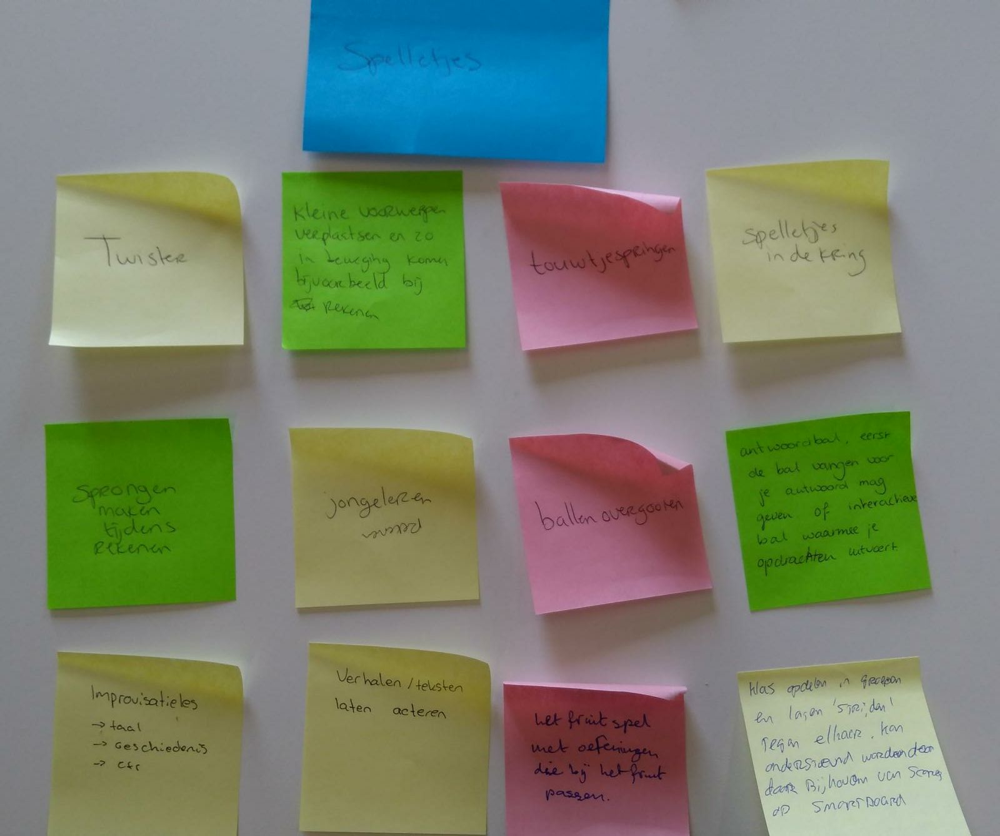 Spelletjes
Twister
Kleine voorwerpen
verplaatsen en zo
in beweging komen
bijvoorbeeld bij
rekenen
touwtjespringen
spelletjes
in de kring
Sprongen
maken
tijdens
rekenen
jongeleren
ballen overgooien
antwoordbal, eerst
de bal vangen voor
je antwoord mag
geven of interactieve
bal waarmee je
opdrachten uitvoert.
Improvisatieles
→ taal
→ Geschiedenis
→ etc
Verhalen / teksten
laten acteren
het fruit spel
met oefeningen
die bij het fruit
passen.
klas opdelen in groepen
en laten 'strijden'
tegen elkaar. kan
ondersteund worden door
door Bijhouden van scores
op Smartboard